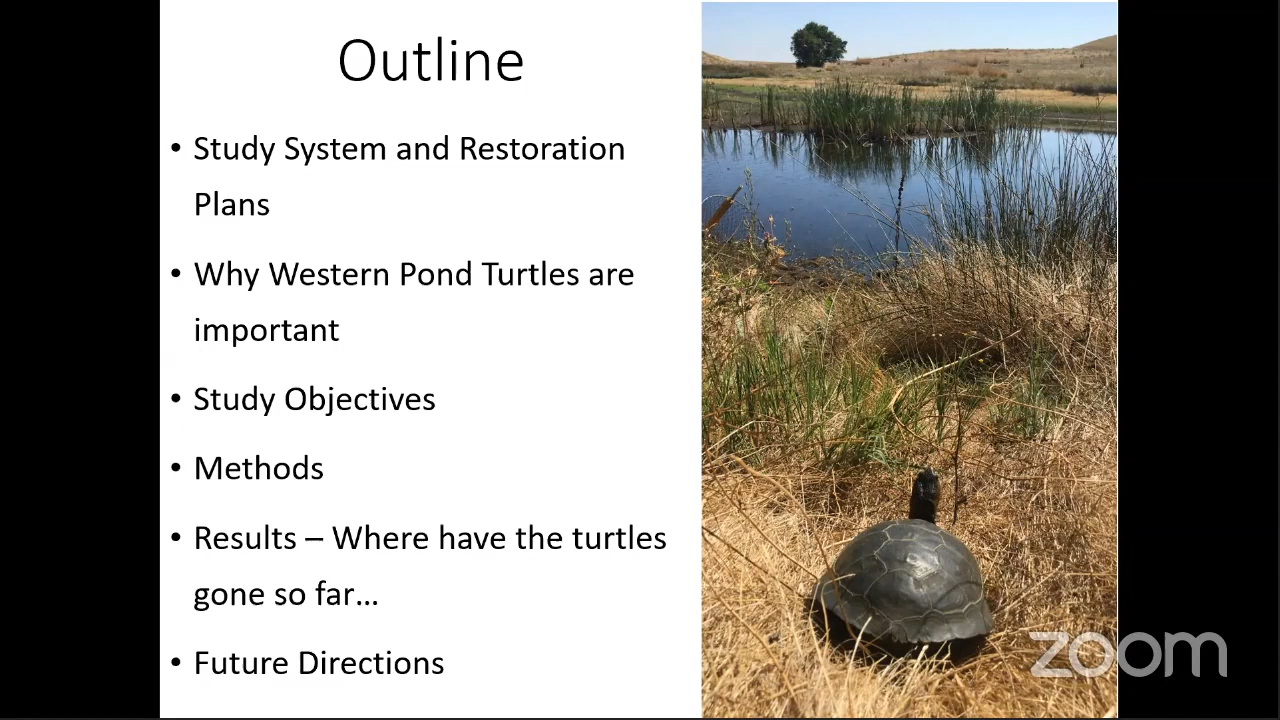 Outline
• Study System and Restoration
Plans
• Why Western Pond Turtles are
important
• Study Objectives
• Methods
• Results – Where have the turtles
gone so far…
• Future Directions
zoom